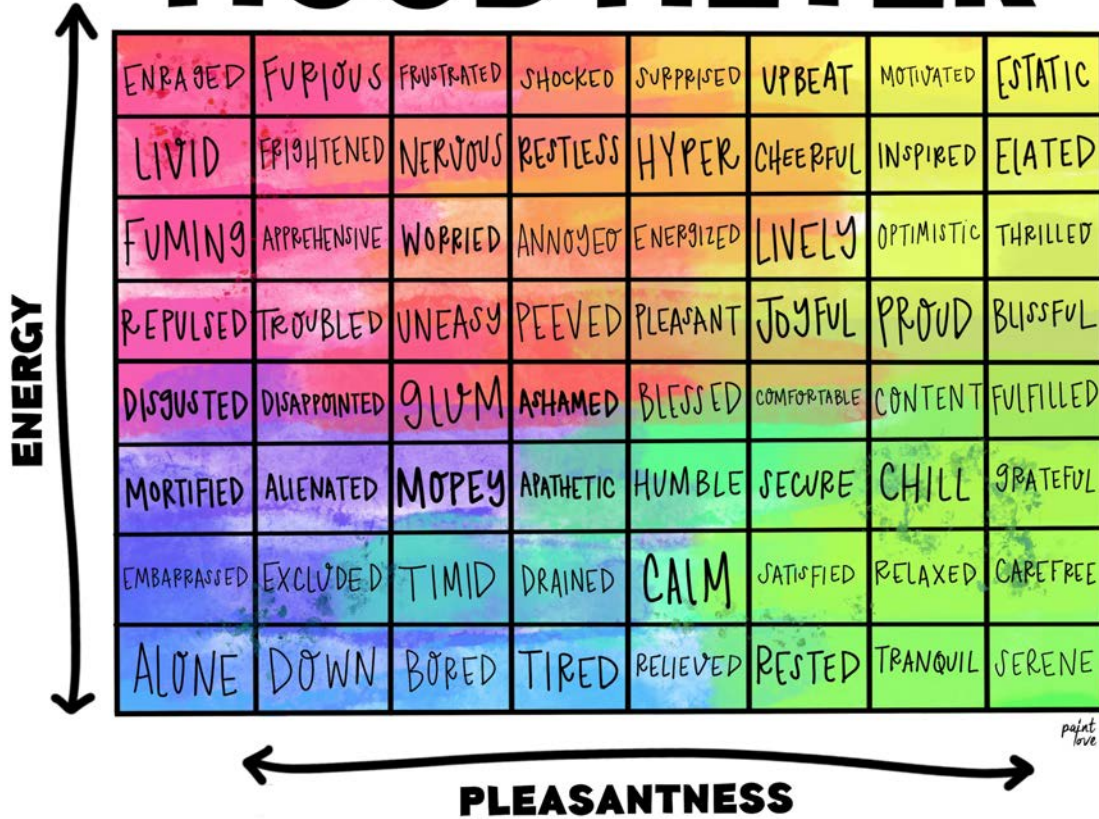 MOOD METER
ENRAGED FURIOUS FRUSTRATED SHOCKED SURPRISED UPBEAT MOTIVATED ESTATIC
LIVID FRIGHTENED NERVOUS RESTLESS HYPER CHEERFUL INSPIRED ELATED
FUMING APPREHENSIVE WORRIED ANNOYED ENERGIZED LIVELY OPTIMISTIC THRILLED
REPULSED TROUBLED UNEASY PEEVED PLEASANT JOYFUL PROUD BLISSFUL
DISGUSTED DISAPPOINTED GLUM ASHAMED BLESSED COMFORTABLE CONTENT FULFILLED
MORTIFIED ALIENATED MOPEY APATHETIC HUMBLE SECURE CHILL GRATEFUL
EMBARRASSED EXCLUDED TIMID DRAINED CALM SATISFIED RELAXED CAREFREE
ALONE DOWN BORED TIRED RELIEVED RESTED TRANQUIL SERENE
ENERGY
paint
love
PLEASANTNESS